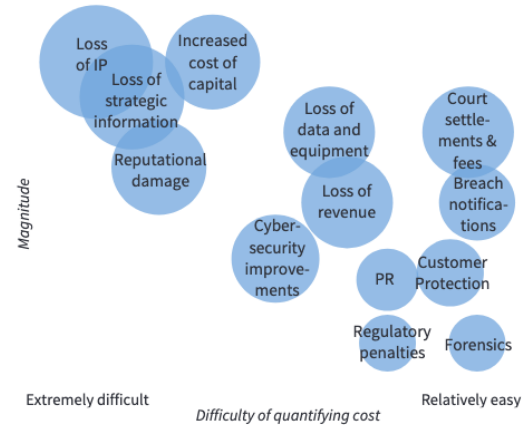 Loss
of IP
Increased
cost of
capital
Loss of
strategic
information
Reputational
damage
Loss of
data and
equipment
Court
settle-
ments &
fees
Loss of
revenue
Breach
notifica-
tions
Cyber-
security
improve-
ments
PR
Customer
Protection
Regulatory
penalties
Forensics
Magnitude
Extremely difficult
Relatively easy
Difficulty of quantifying cost